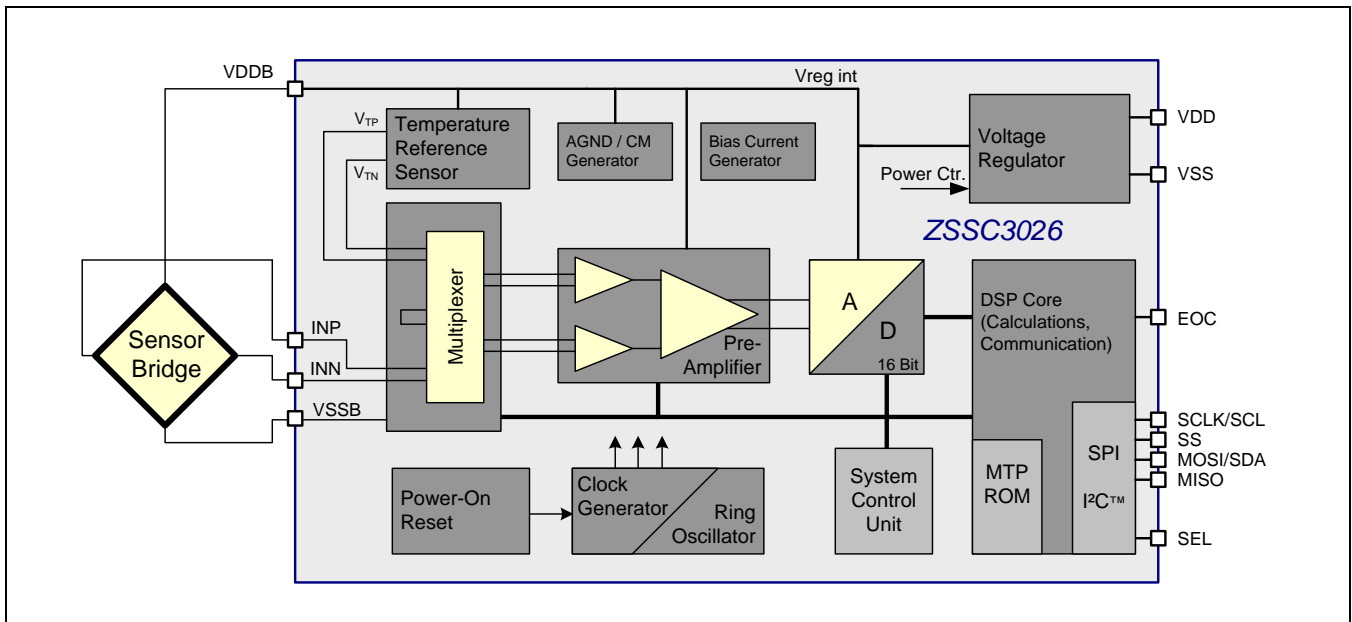 VDDB
Vreg int
VTP
Temperature
Reference
Sensor
VTN
AGND / CM
Generator
Bias Current
Generator
Voltage
Regulator
Power Ctr.
VDD
VSS
ZSSC3026
Sensor
Bridge
INP
INN
VSSB
Multiplexer
Pre-
Amplifier
A
D
16 Bit
DSP Core
(Calculations,
Communication)
EOC
SCLK/SCL
SS
MOSI/SDA
MISO
SEL
SPI
I²C™
MTP
ROM
Power-On
Reset
Clock
Generator
Ring
Oscillator
System
Control
Unit